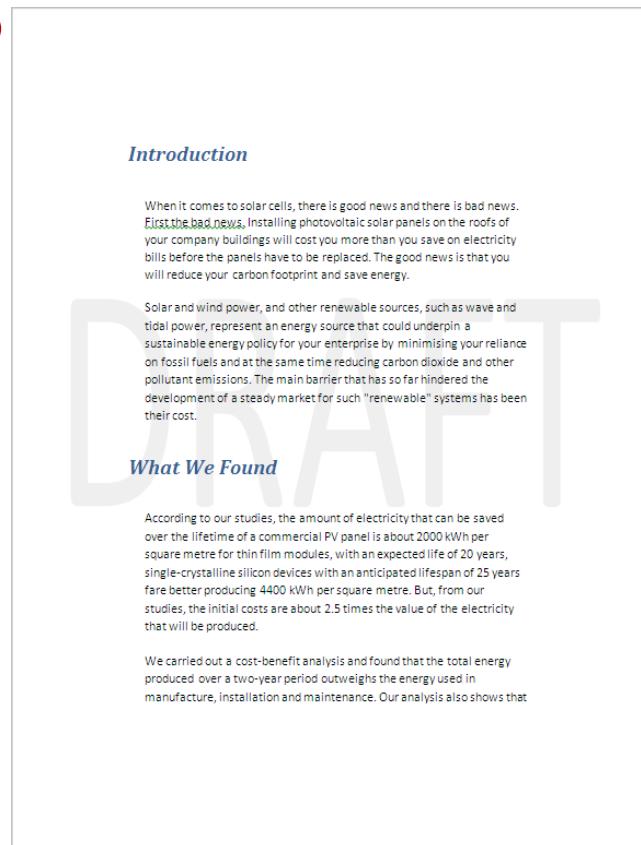 Introduction
When it comes to solar cells, there is good news and there is bad news.
First the bad news. Installing photovoltaic solar panels on the roofs of
your company buildings will cost you more than you save on electricity
bills before the panels have to be replaced. The good news is that you
will reduce your carbon footprint and save energy.
Solar and wind power, and other renewable sources, such as wave and
tidal power, represent an energy source that could underpin a
sustainable energy policy for your enterprise by minimising your reliance
on fossil fuels and at the same time reducing carbon dioxide and other
pollutant emissions. The main barrier that has so far hindered the
development of a steady market for such "renewable" systems has been
their cost.
DRAFT
What We Found
According to our studies, the amount of electricity that can be saved
over the lifetime of a commercial PV panel is about 2000 kWh per
square metre for thin film modules, with an expected life of 20 years,
single-crystalline silicon devices with an anticipated lifespan of 25 years
fare better producing 4400 kWh per square metre. But, from our
studies, the initial costs are about 2.5 times the value of the electricity
that will be produced.
We carried out a cost-benefit analysis and found that the total energy
produced over a two-year period outweighs the energy used in
manufacture, installation and maintenance. Our analysis also shows that